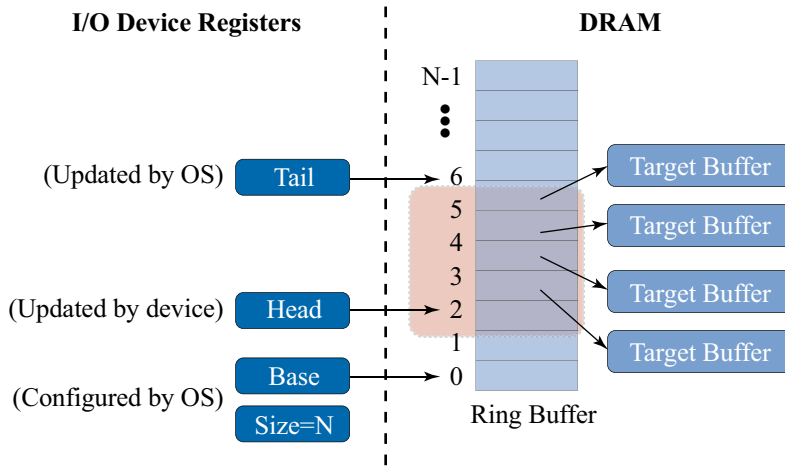 I/O Device Registers
DRAM
N-1
(Updated by OS)
Tail
6
5
4
3
2
1
0
Target Buffer
Target Buffer
Target Buffer
Target Buffer
(Updated by device)
Head
Base
(Configured by OS)
Size=N
Ring Buffer